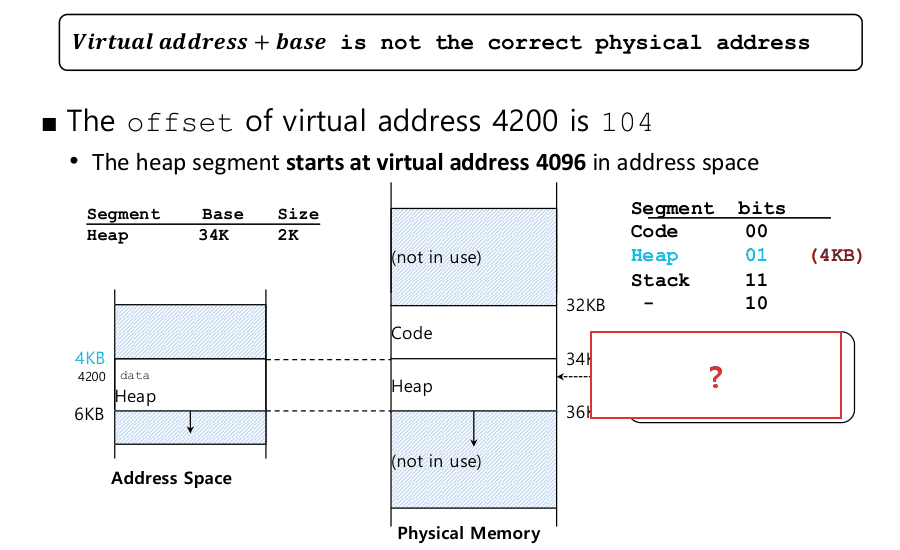 Virtual address + base is not the correct physical address
■ The offset of virtual address 4200 is 104
• The heap segment starts at virtual address 4096 in address space
Segment Base Size
Heap 34K 2K
Segment bits
Code 00
Heap 01 (4KB)
Stack 11
- 10
(not in use)
32KB
Code
4KB
34K
4200 data
Heap
Heap
?
6KB
36K
(not in use)
Address Space
Physical Memory